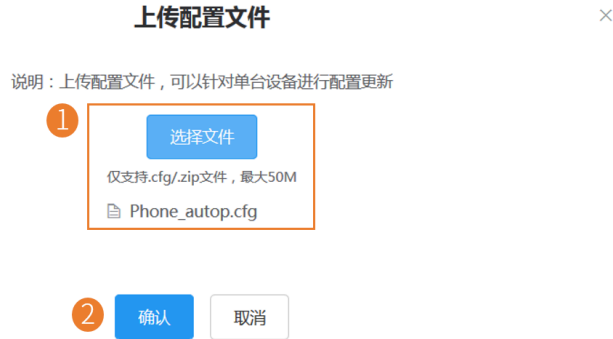 上传配置文件
说明：上传配置文件，可以针对单台设备进行配置更新
1
选择文件
仅支持.cfg/.zip文件，最大50M
Phone_autop.cfg
2
确认
取消